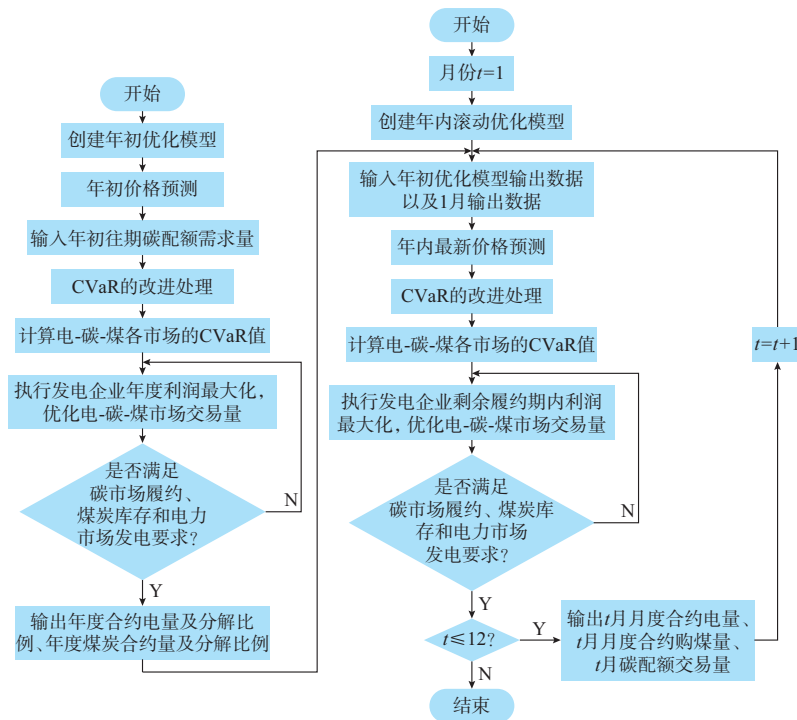 开始
创建年初优化模型
年初价格预测
输入年初往期碳配额需求量
CVaR的改进处理
计算电-碳-煤各市场的CVaR值
执行发电企业年度利润最大化,
优化电-碳-煤市场交易量
是否满足
碳市场履约、
煤炭库存和电力
市场发电要求?
N
Y
输出年度合约电量及分解比
例、年度煤炭合约量及分解比例
开始
月份t=1
创建年内滚动优化模型
输入年初优化模型输出数据
以及1月输出数据
年内最新价格预测
CVaR的改进处理
计算电-碳-煤各市场的CVaR值
执行发电企业剩余履约期内利润
最大化, 优化电-碳-煤市场交易量
是否满足
碳市场履约、煤炭库
存和电力市场
发电要求?
N
Y
t≤12?
Y
N
结束
输出t月月度合约电量、
t月月度合约购煤量、
t月碳配额交易量
t=t+1